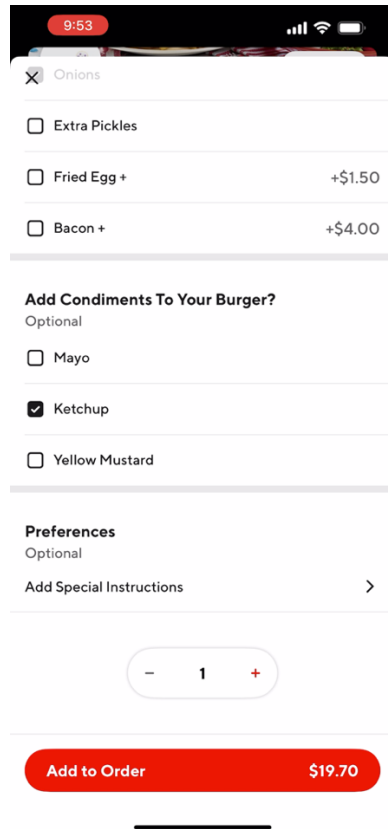 9:53
Onions
Extra Pickles
Fried Egg + +$1.50
Bacon + +$4.00
Add Condiments To Your Burger?
Optional
Mayo
Ketchup
Yellow Mustard
Preferences
Optional
Add Special Instructions
1
Add to Order $19.70